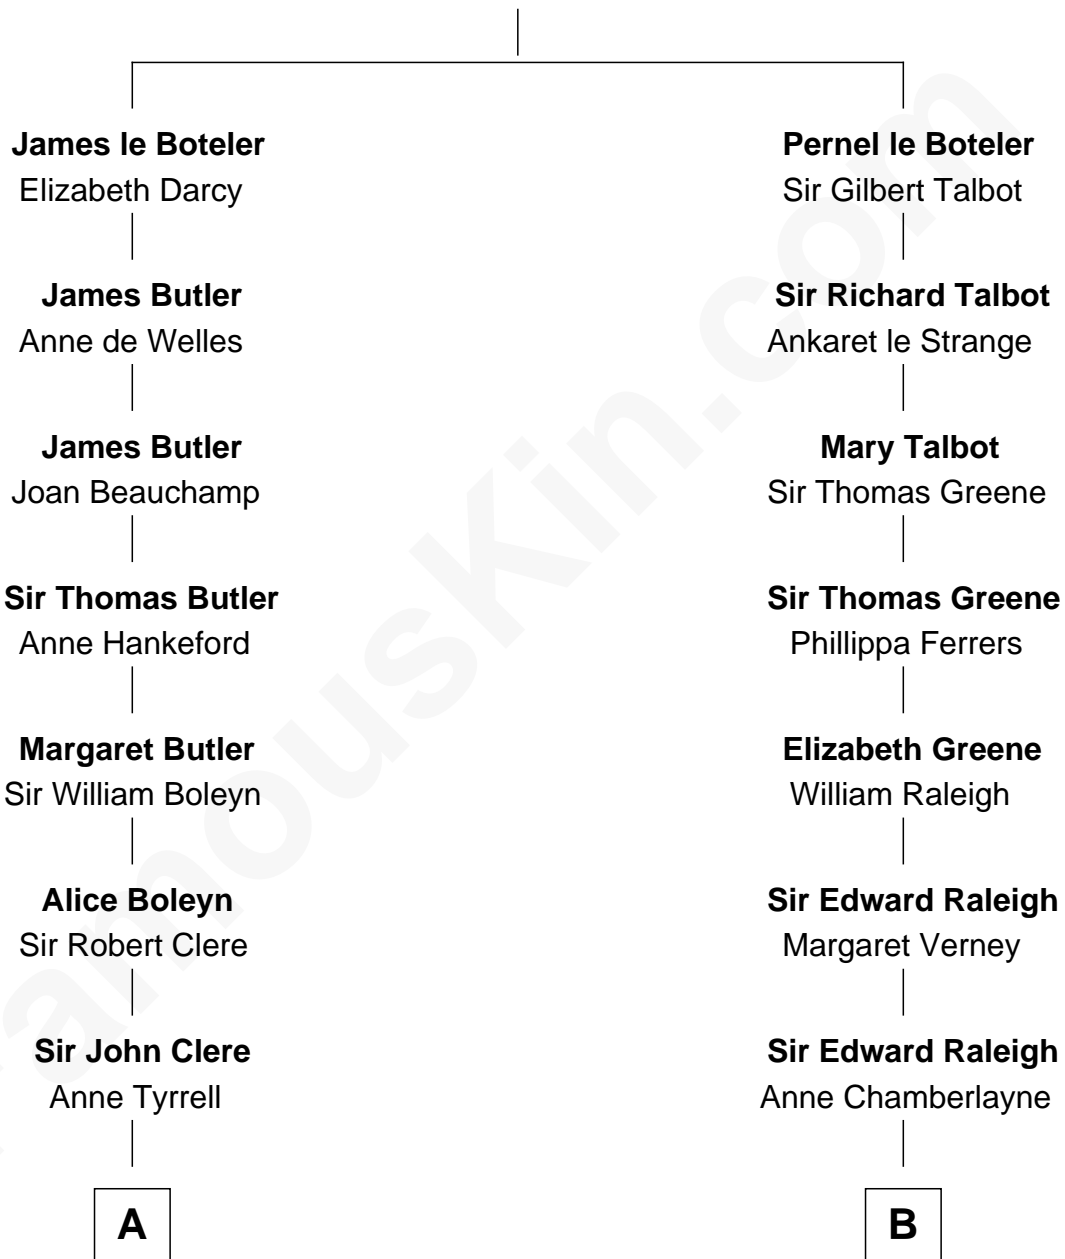 James le Boteler
Elizabeth Darcy
James Butler
Anne de Welles
James Butler
Joan Beauchamp
Sir Thomas Butler
Anne Hankeford
Margaret Butler
Sir William Boleyn
Alice Boleyn
Sir Robert Clere
Sir John Clere
Anne Tyrrell
A
Pernel le Boteler
Sir Gilbert Talbot
Sir Richard Talbot
Ankaret le Strange
Mary Talbot
Sir Thomas Greene
Sir Thomas Greene
Phillippa Ferrers
Elizabeth Greene
William Raleigh
Sir Edward Raleigh
Margaret Verney
Sir Edward Raleigh
Anne Chamberlayne
B
FamousKin.com